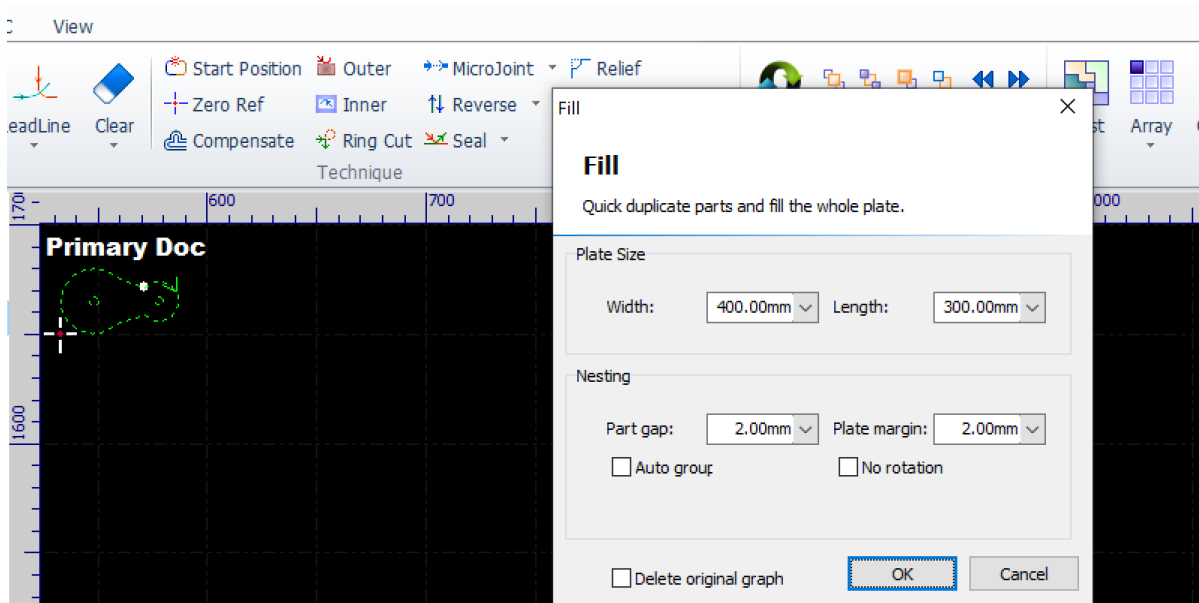 View
Start Position Outer MicroJoint Relief
Zero Ref Inner Reverse
Clear Compensate Ring Cut Seal
Array
Technique
Fill
Fill
Quick duplicate parts and fill the whole plate.
600 700
Primary Doc
1600
Plate Size
Width: 400.00mm Length: 300.00mm
Nesting
Part gap: 2.00mm Plate margin: 2.00mm
Auto group No rotation
Delete original graph OK Cancel